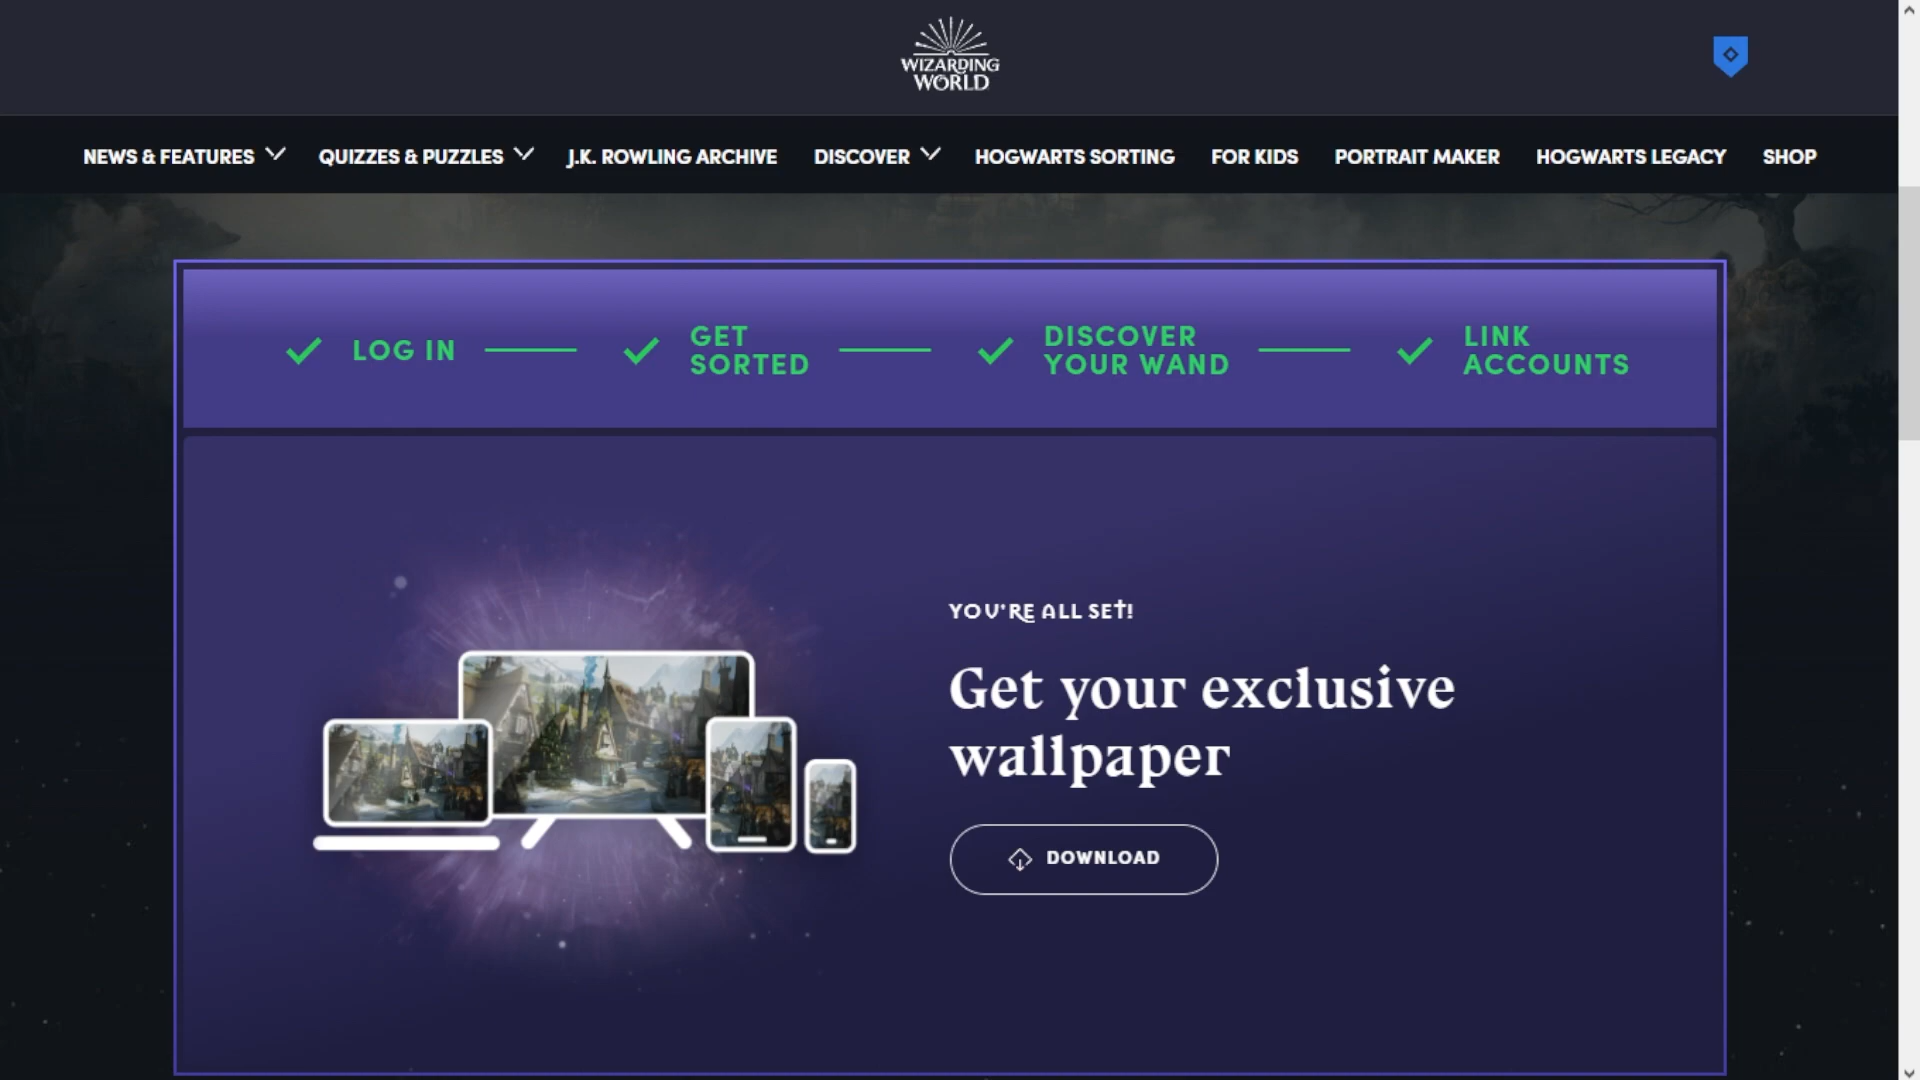 WIZARDING
WORLD
NEWS & FEATURES QUIZZES & PUZZLES J.K. ROWLING ARCHIVE DISCOVER HOGWARTS SORTING FOR KIDS PORTRAIT MAKER HOGWARTS LEGACY SHOP
LOG IN
GET
SORTED
DISCOVER
YOUR WAND
LINK
ACCOUNTS
YOU'RE ALL SET!
Get your exclusive
wallpaper
DOWNLOAD